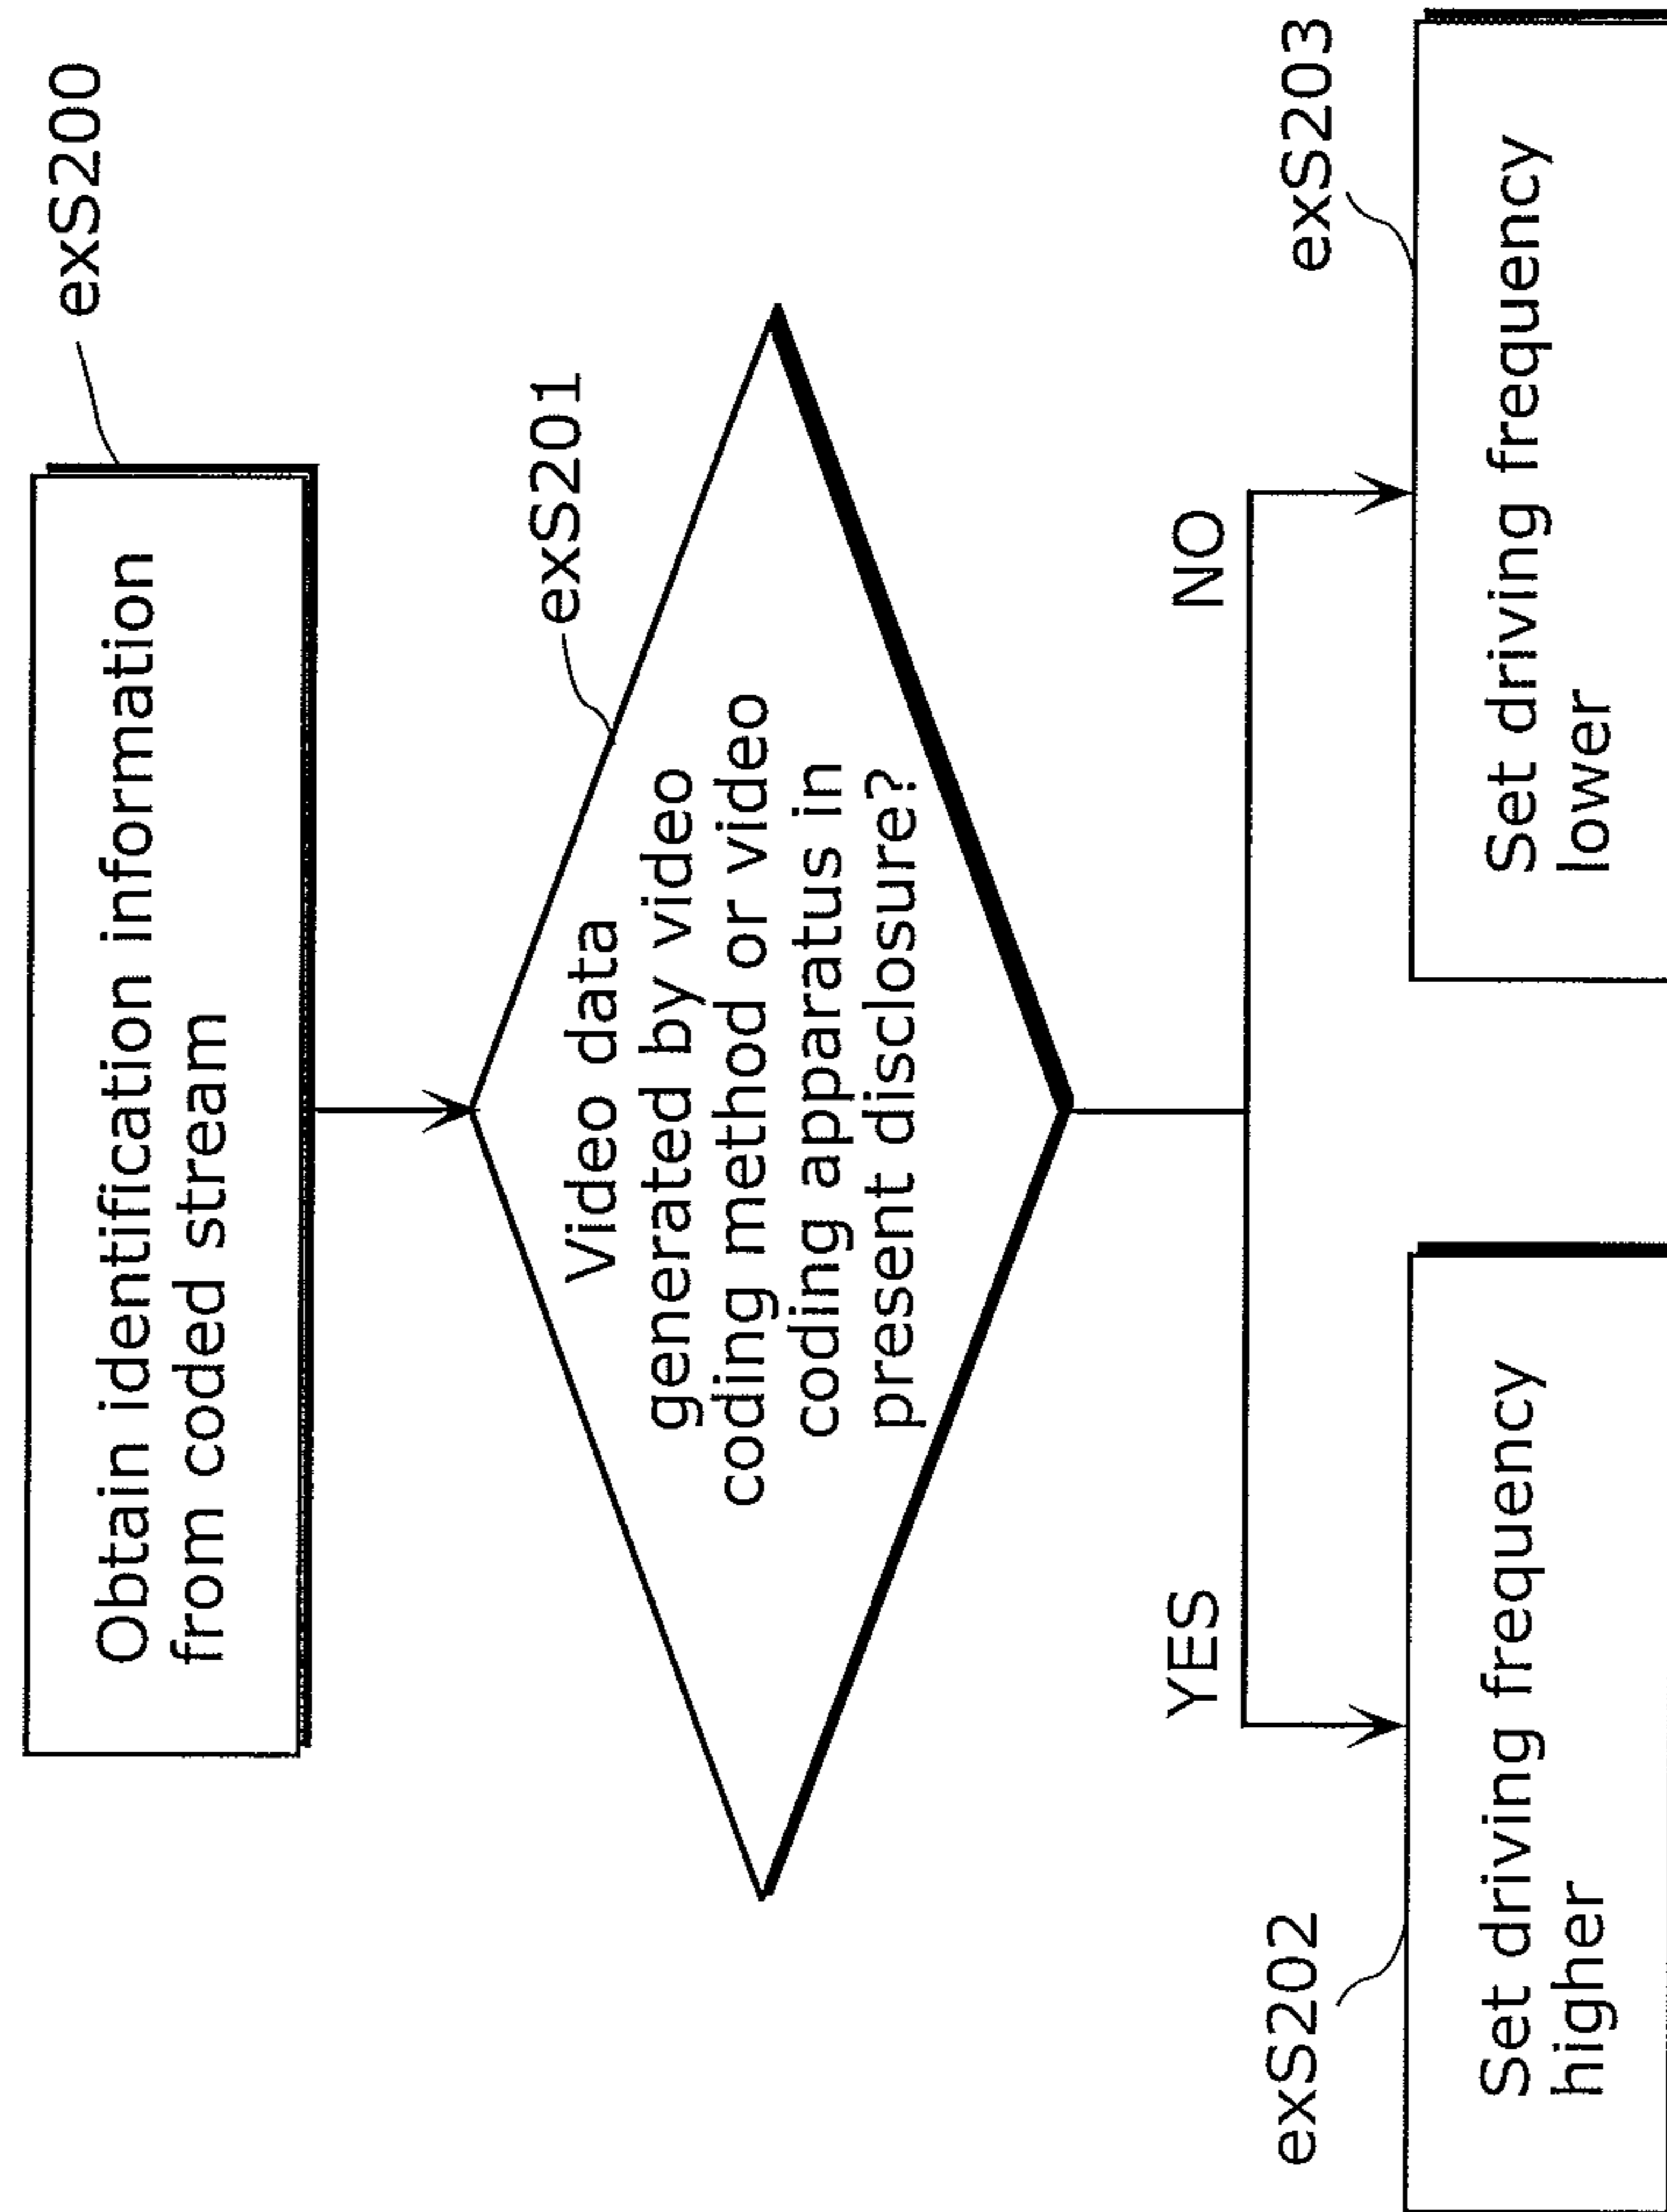 exS200
Obtain identification information
from coded stream
exS201
Video data
generated by video
coding method or video
coding apparatus in
present disclosure?
YES
NO
exS202
Set driving frequency
higher
exS203
Set driving frequency
lower